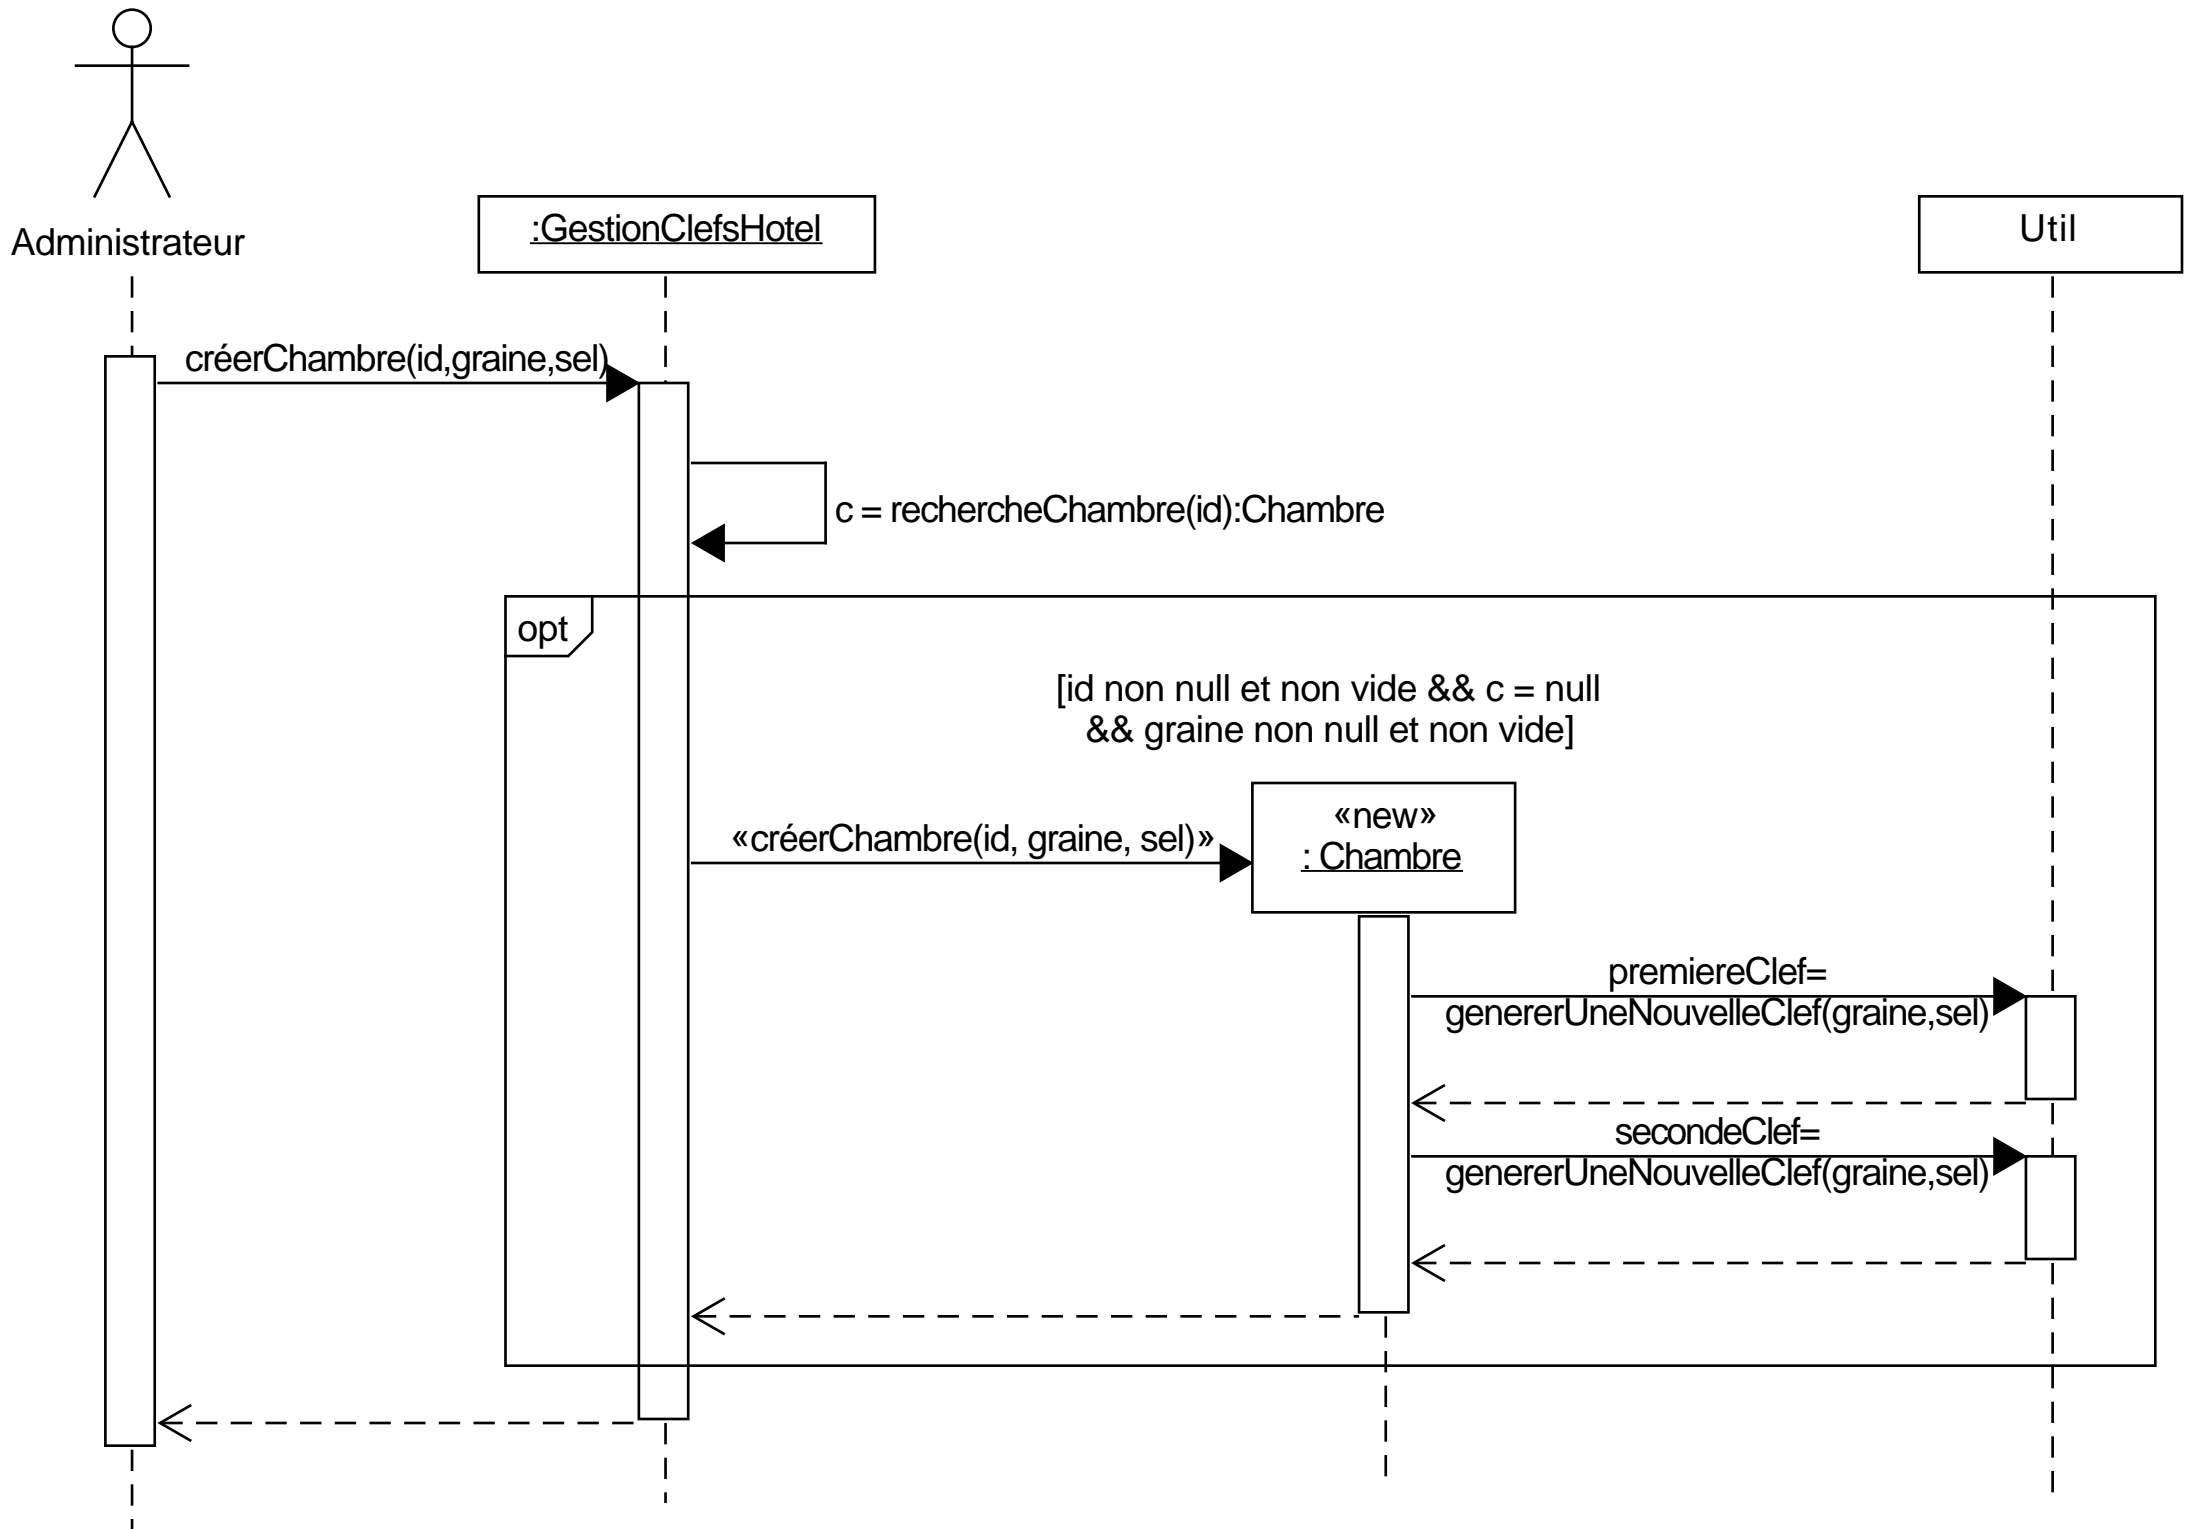 Administrateur
:GestionClefsHotel
Util
créerChambre(id,graine,sel)
c = rechercheChambre(id):Chambre
opt
[id non null et non vide && c = null
&& graine non null et non vide]
«créerChambre(id, graine, sel)»
«new»
: Chambre
premiereClef=
genererUneNouvelleClef(graine,sel)
secondeClef=
genererUneNouvelleClef(graine,sel)